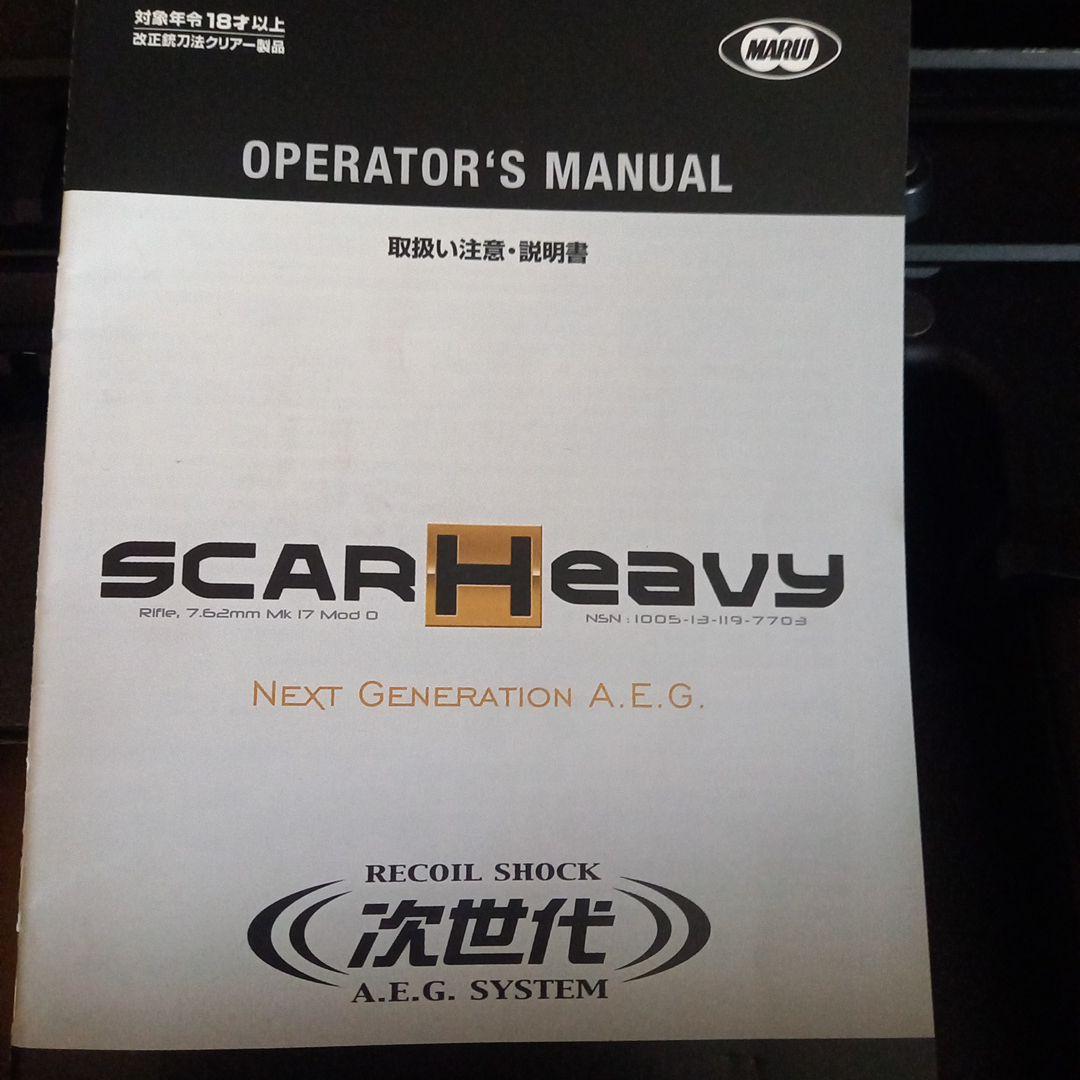 対象年令18才以上
改正銃刀法クリアー製品
MARUI
OPERATOR‘S MANUAL
取扱い注意・説明書
SCAR Heavy
Rifle, 7.62mm Mk 17 Mod 0
NSN : 1005-13-119-7703
NEXT GENERATION A.E.G.
RECOIL SHOCK
次世代
A.E.G. SYSTEM